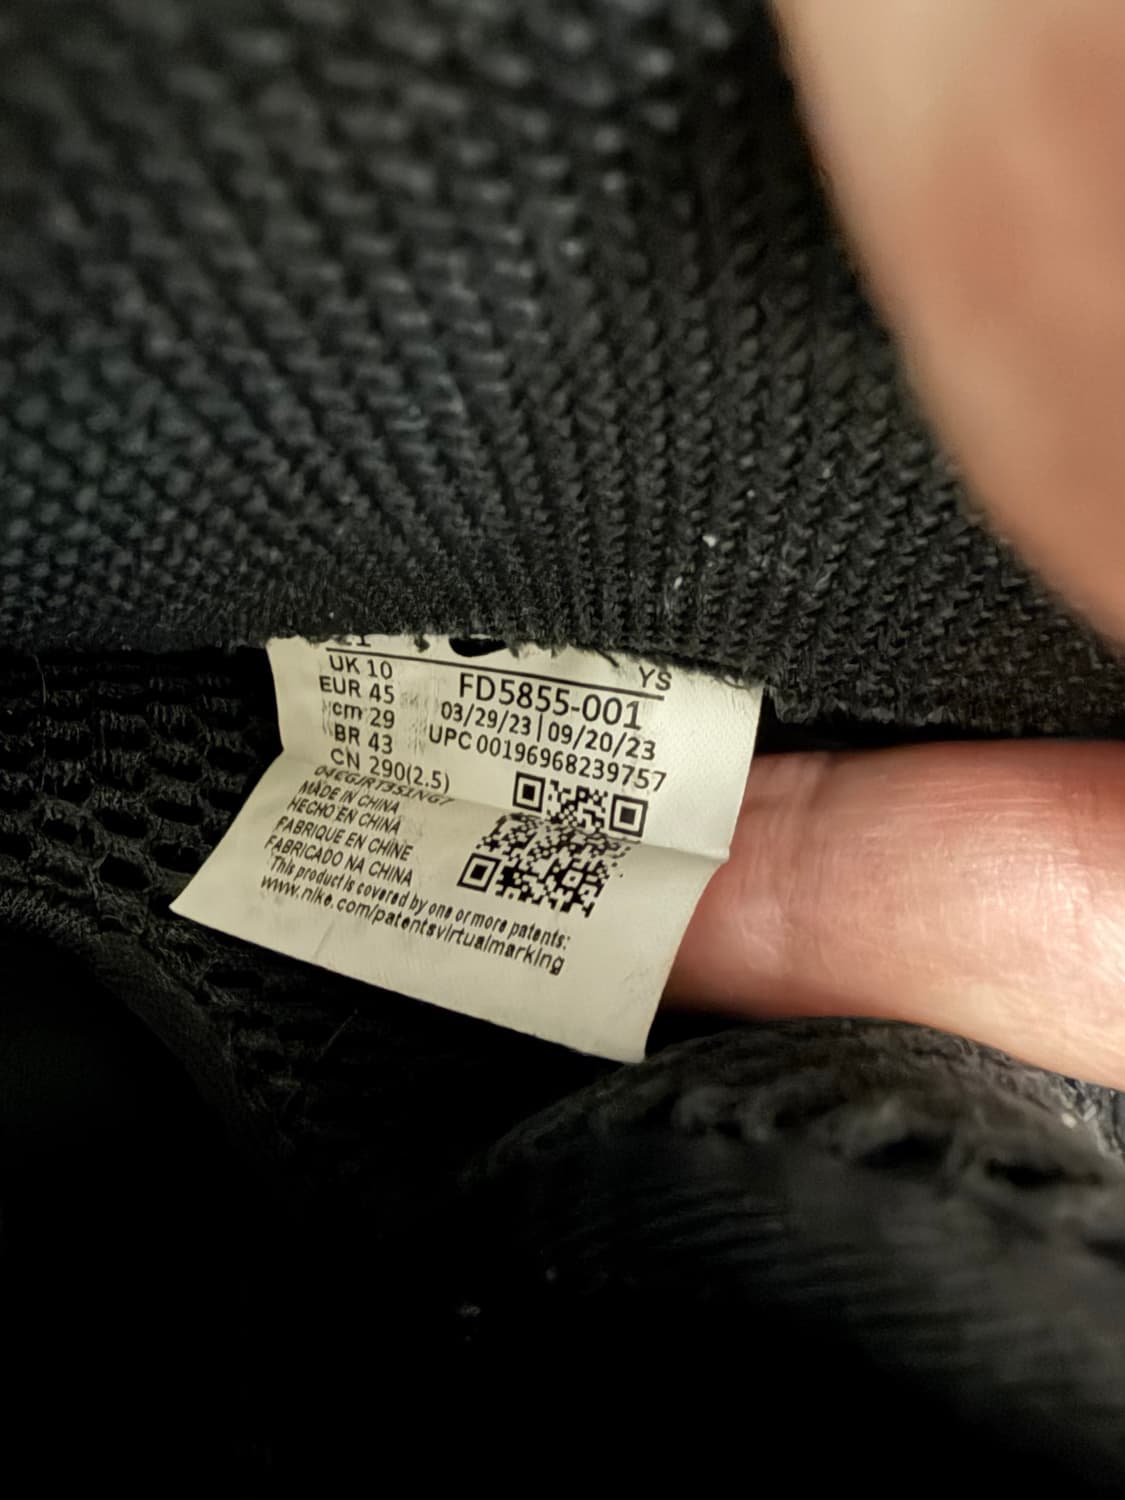 YS
UK 10
EUR 45
cm 29
BR 43
CN 290(2.5)
FD5855-001
03/29/23|09/20/23
UPC 00196968239757
MADE IN CHINA
HECHO EN CHINA
FABRIQUE EN CHINE
FABRICADO NA CHINA
This product is covered by one or more patents:
www.nike.com/patentsvirtualmarking